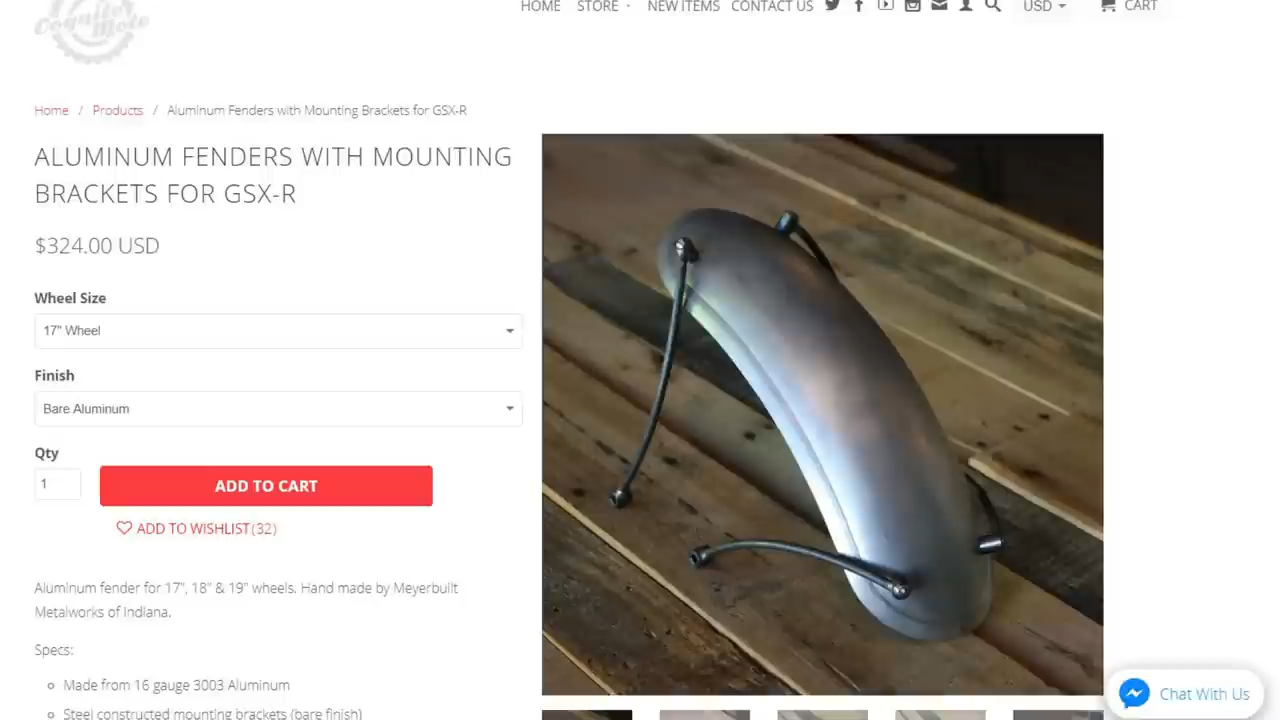 Cognito
Moto
HOME STORE NEW ITEMS CONTACT US USD CART
Home / Products / Aluminum Fenders with Mounting Brackets for GSX-R
ALUMINUM FENDERS WITH MOUNTING
BRACKETS FOR GSX-R
$324.00 USD
Wheel Size
17" Wheel
Finish
Bare Aluminum
Qty
1
ADD TO CART
ADD TO WISHLIST (32)
Aluminum fender for 17", 18" & 19" wheels. Hand made by Meyerbuilt
Metalworks of Indiana.
Specs:
Made from 16 gauge 3003 Aluminum
Steel constructed mounting brackets (bare finish)
Chat With Us